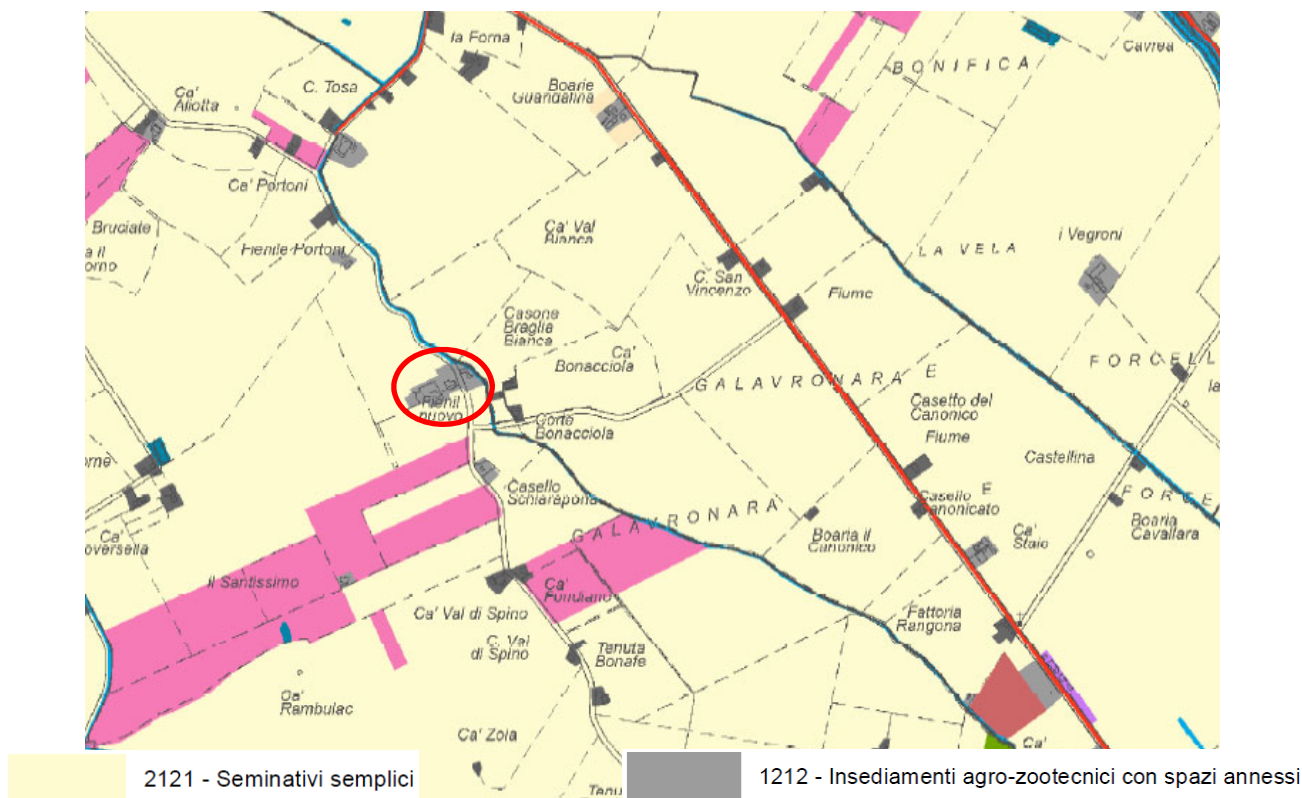 la Forna
Cavrea
BONIFICA
Ca'
Aliotta
C. Tosa
Boarie
Guandalina
Ca' Portoni
Bruciate
a il
orno
Fienile Portoni
Ca' Val
Bianca
LA VELA
i Vegroni
C. San
Vincenzo
Fiume
Casone
Braglia
Bianca
Ca'
Bonacciola
FORCELL
la
GALAVRONARA E
Fienil
nuovo
Casetto del
Canonico
Fiume
Corte
Bonacciola
Castellina
orne
Casello
Schiarapona
Casello
Canonicato
E
FORCE
GALAVRONARA
Boaria
Cavallara
Ca'
oversella
Boaria il
Canonico
Ca'
Staio
Il Santissimo
Ca'
Ca' Val di Spino
Fattoria
Rangona
C. Val
di Spino
Tenuta
Bonafe
Ca'
Rambulac
Ca' Zola
Ca'
Tenu
2121 - Seminativi semplici
1212 - Insediamenti agro-zootecnici con spazi annessi